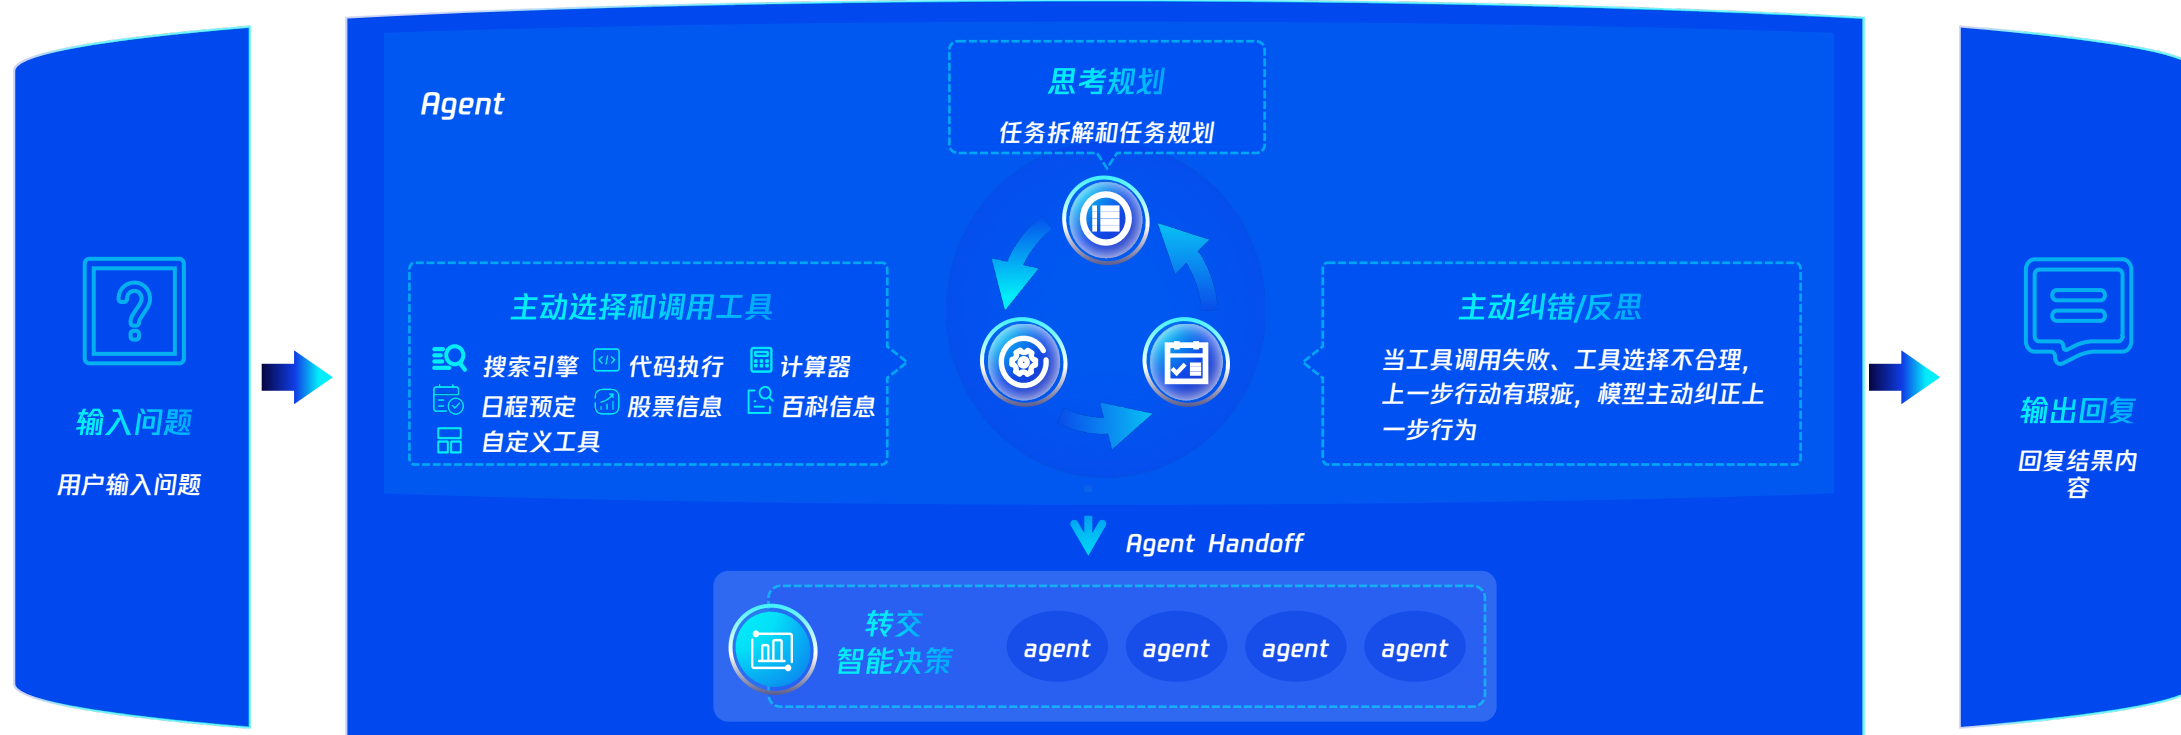 输入问题
用户输入问题
Agent
思考规划
任务拆解和任务规划
主动选择和调用工具
搜索引擎 代码执行 计算器
日程预定 股票信息 百科信息
自定义工具
主动纠错/反思
当工具调用失败、工具选择不合理，
上一步行动有瑕疵，模型主动纠正上
一步行为
Agent Handoff
转交
智能决策
agent agent agent agent
输出回复
回复结果内
容